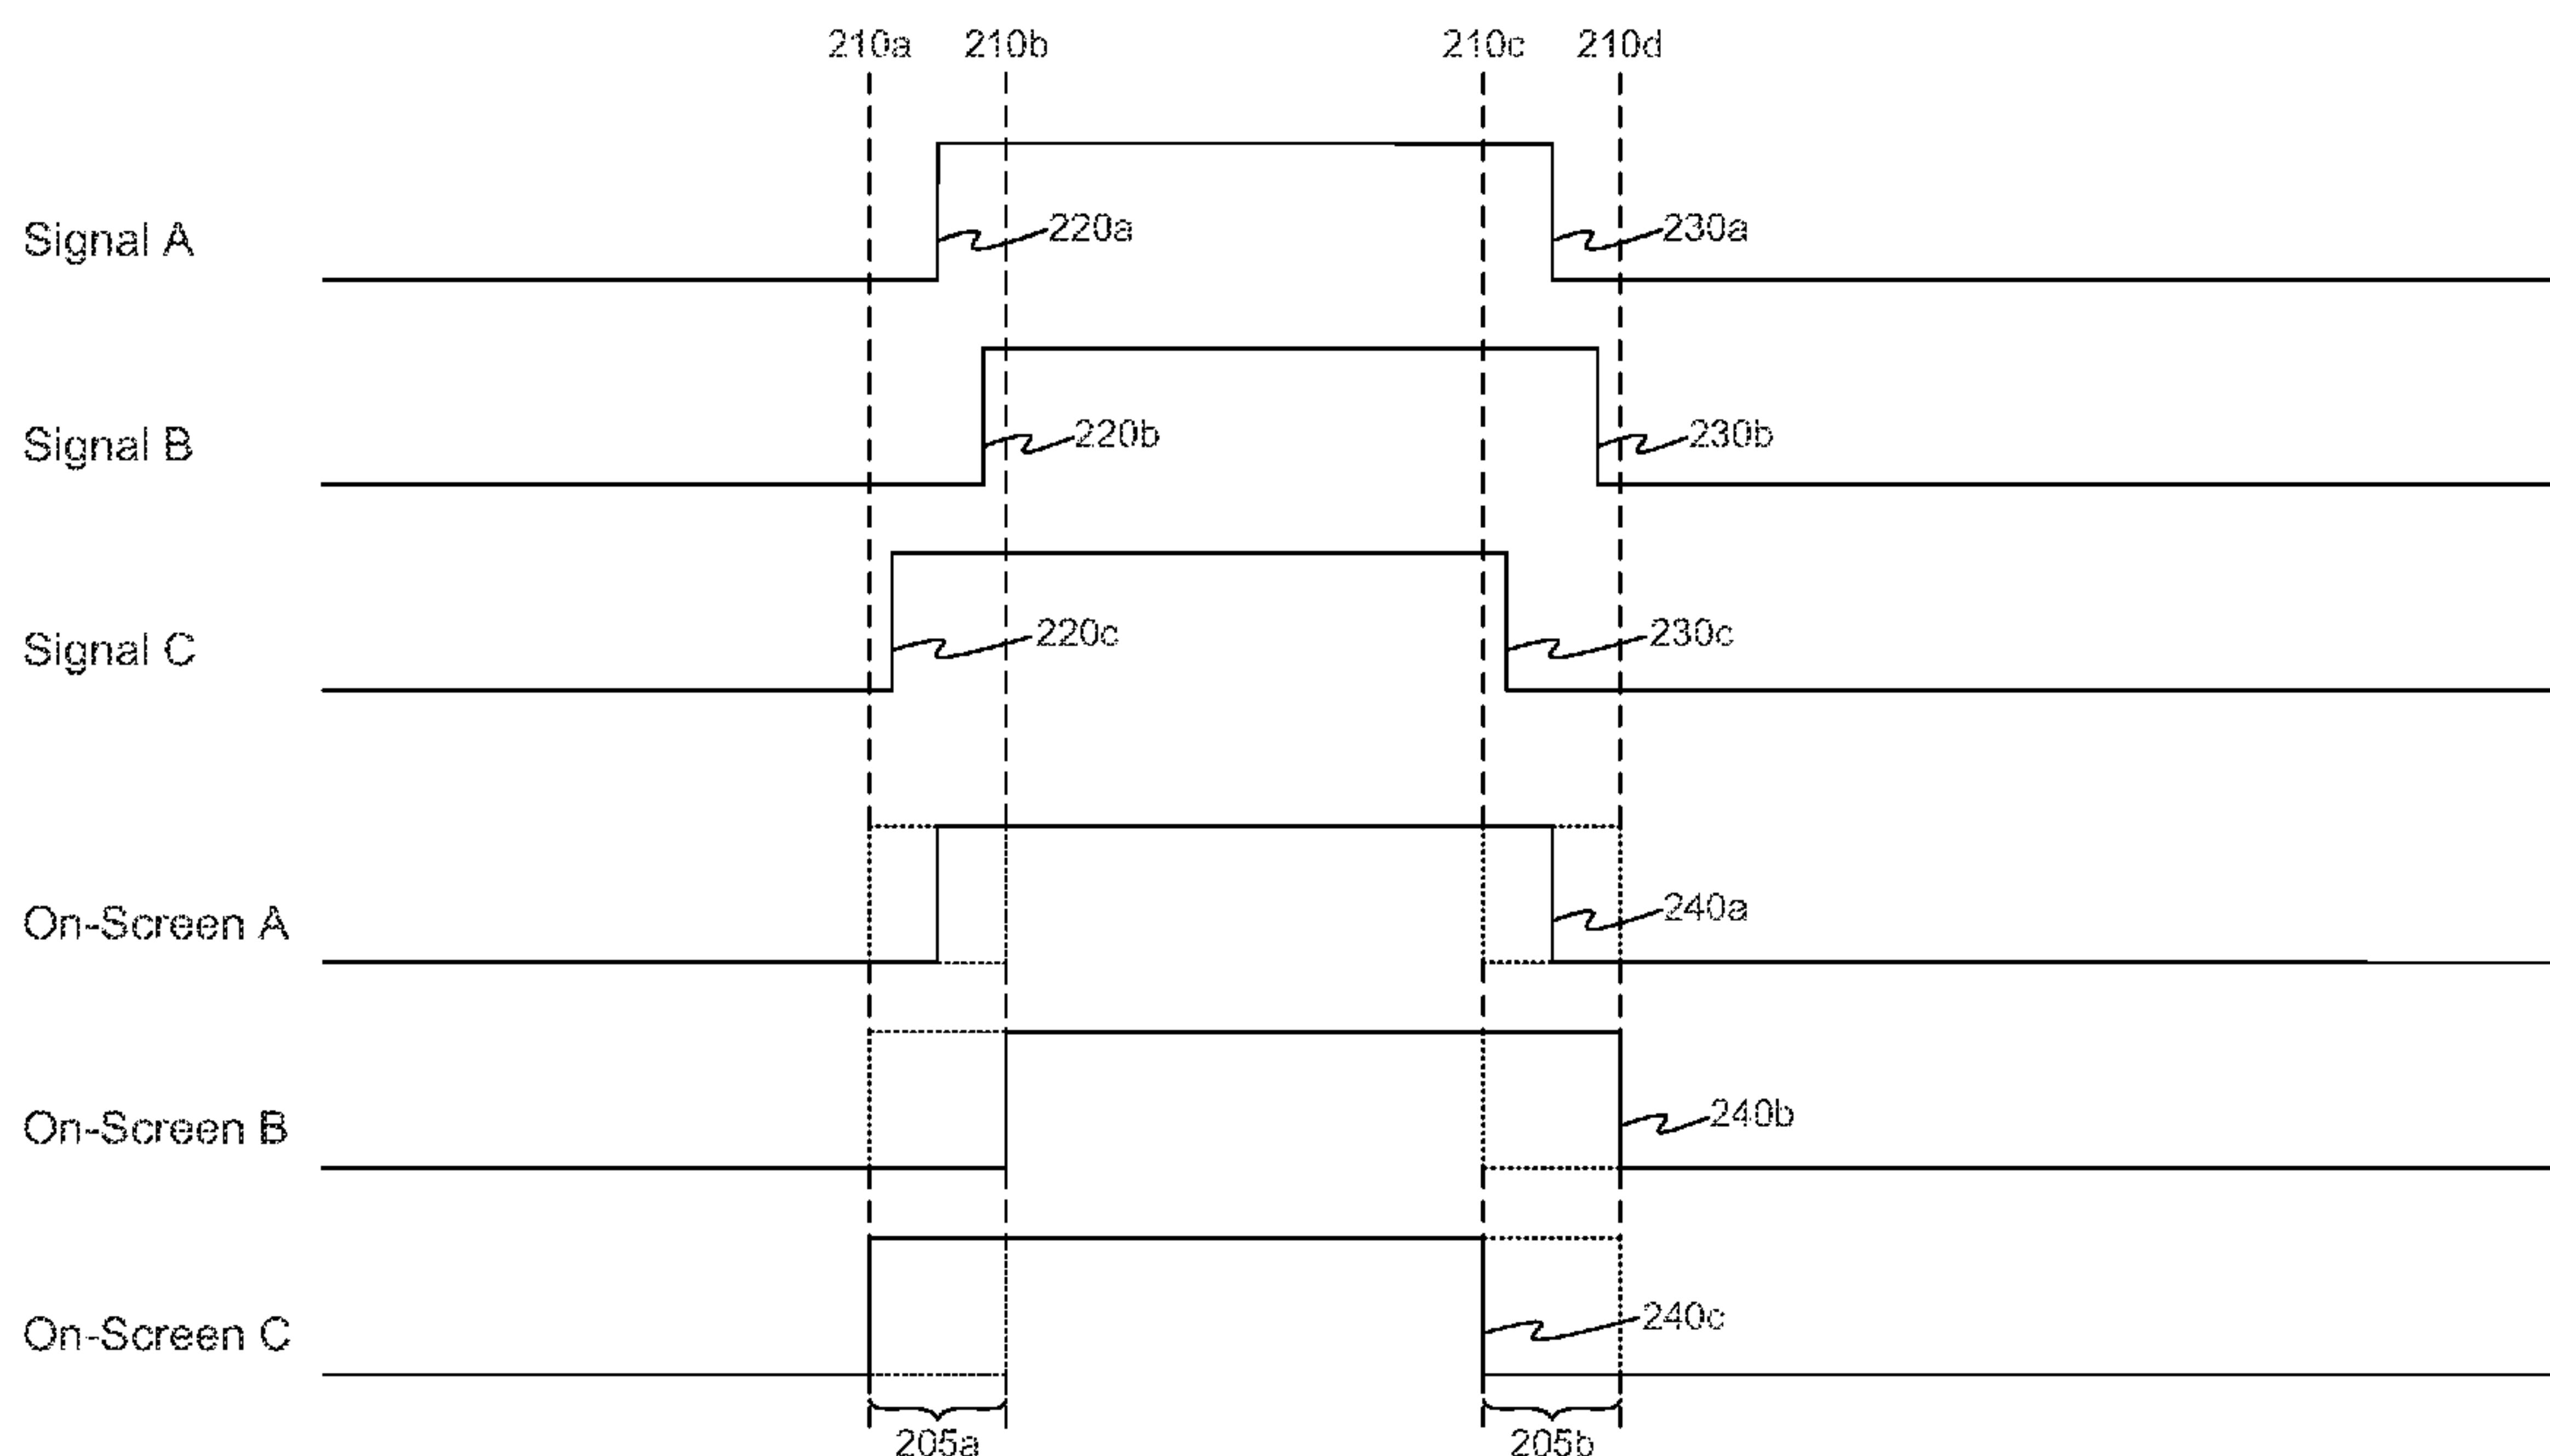 210a 210b 210c 210d
Signal A 220a 230a
Signal B 220b 230b
Signal C 220c 230c
On-Screen A 240a
On-Screen B 240b
On-Screen C 240c
205a 205b